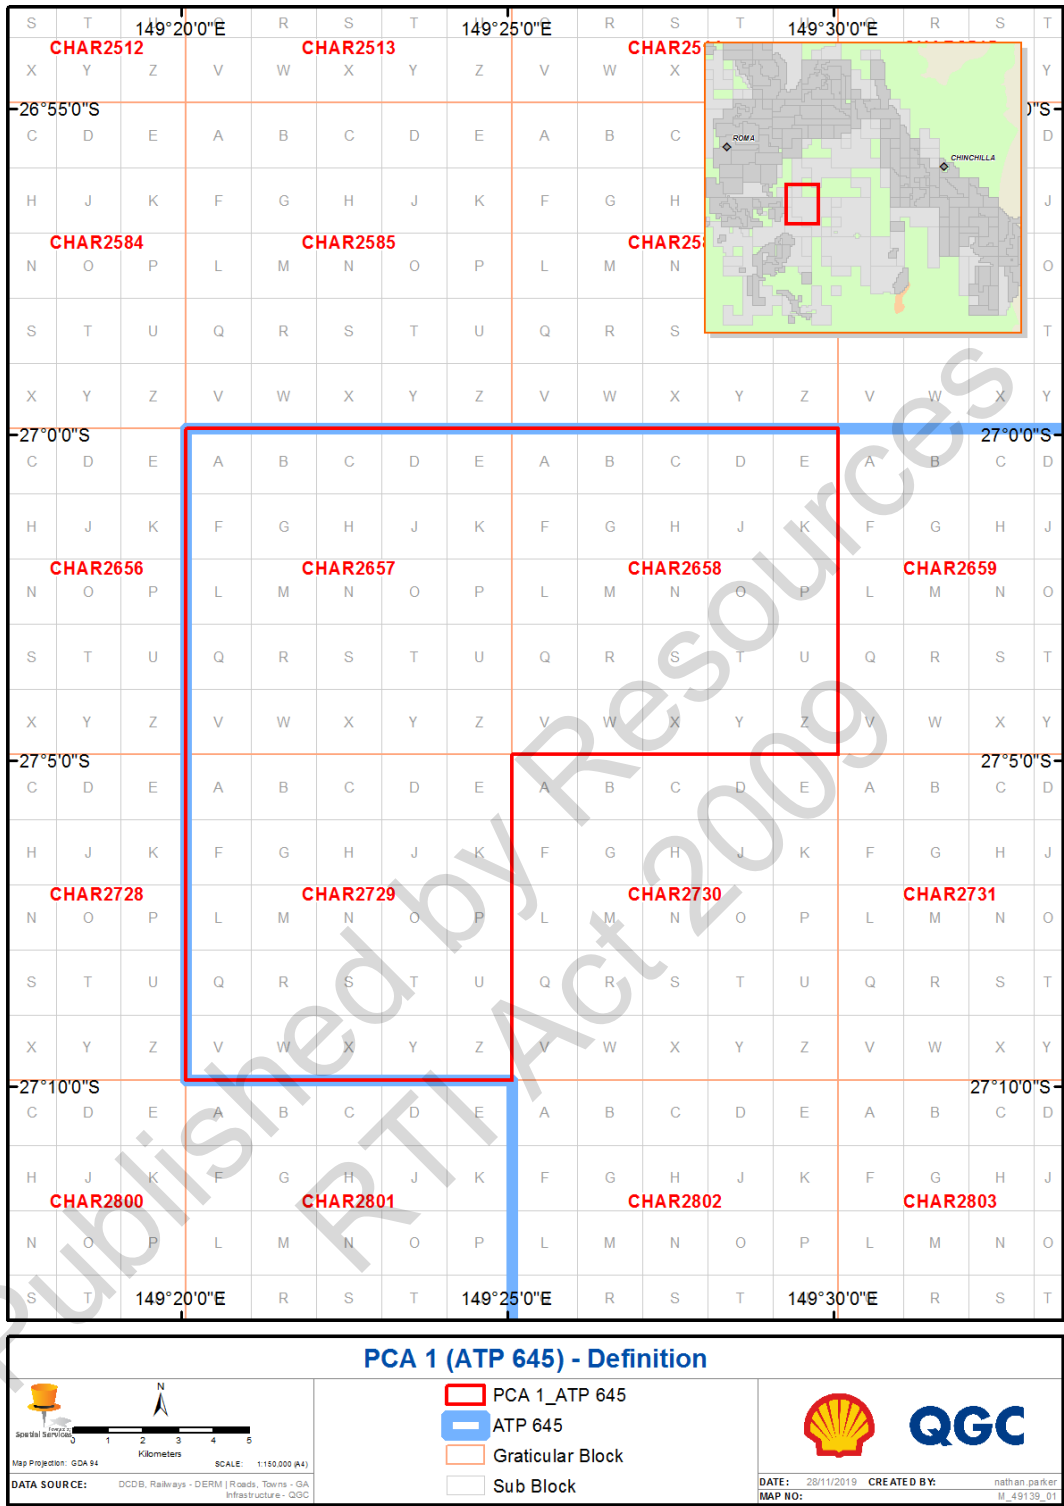 S T Q R S T U Q R S T U Q R S T
149°20'0"E 149°25'0"E 149°30'0"E
CHAR2512 CHAR2513
X Y Z V W X Y Z V W X Y
26°55'0"S
C D E A B C D E A B C D
H J K F G H J K F G H J
CHAR2584 CHAR2585
N O P L M N O P L M N O
S T U Q R S T U Q R S T
X Y Z V W X Y Z V W X Y Z V W X Y
27°0'0"S 27°0'0"S
C D E A B C D E A B C D E A B C D
H J K F G H J K F G H J K F G H J
CHAR2656 CHAR2657 CHAR2658 CHAR2659
N O P L M N O P L M N O P L M N O
S T U Q R S T U Q R S T U Q R S T
X Y Z V W X Y Z V W X Y Z V W X Y
27°5'0"S 27°5'0"S
C D E A B C D E A B C D E A B C D
H J K F G H J K F G H J K F G H J
CHAR2728 CHAR2729 CHAR2730 CHAR2731
N O P L M N O P L M N O P L M N O
S T U Q R S T U Q R S T U Q R S T
X Y Z V W X Y Z V W X Y Z V W X Y
27°10'0"S 27°10'0"S
C D E A B C D E A B C D E A B C D
H J K F G H J K F G H J K F G H J
CHAR2800 CHAR2801 CHAR2802 CHAR2803
N O P L M N O P L M N O P L M N O
S T R S T R S T R S T
149°20'0"E 149°25'0"E 149°30'0"E
ROMA
CHINCHILLA
Published by Resources
RTI Act 2009
PCA 1 (ATP 645) - Definition
N
Spatial Services
0 1 2 3 4 5
Kilometers
Map Projection: GDA 94 SCALE: 1:150,000 (A4)
DATA SOURCE: DCDB, Railways - DERM | Roads, Towns - GA
Infrastructure - QGC
PCA 1_ATP 645
ATP 645
Graticular Block
Sub Block
QGC
DATE: 28/11/2019 CREATED BY: nathan.parker
MAP NO: M_49139_01